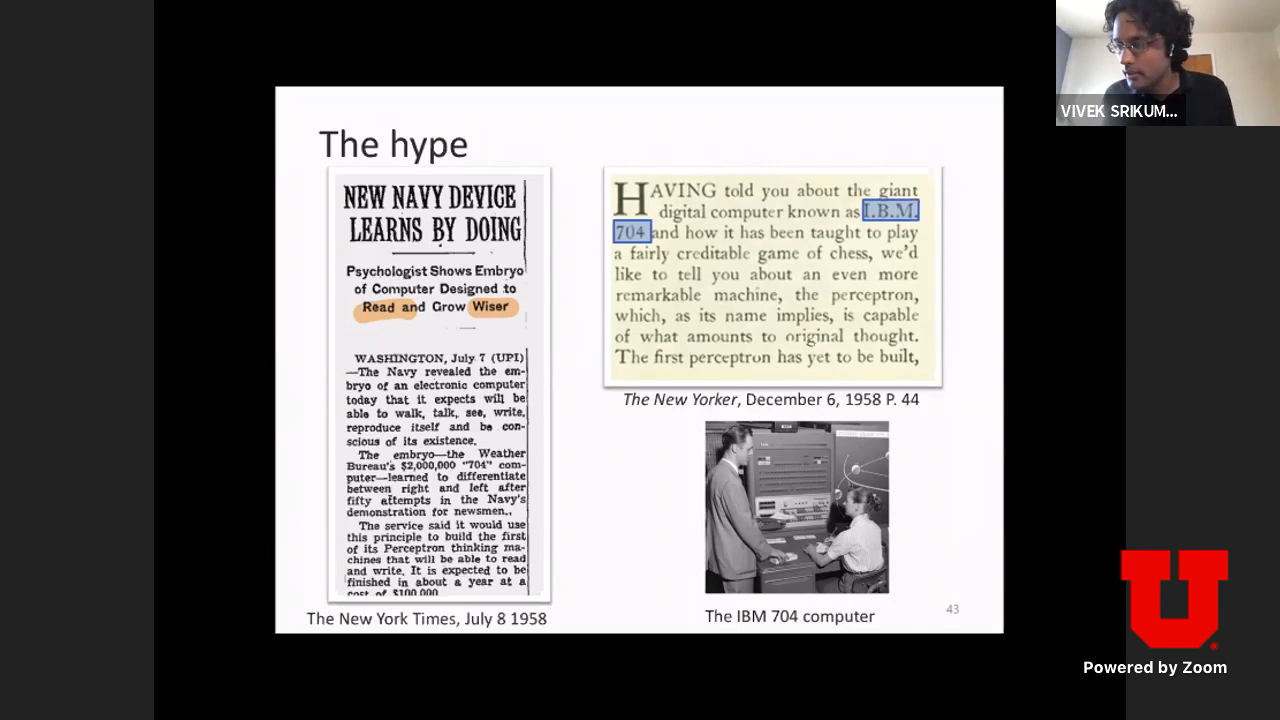 VIVEK SRIKUM...
The hype
NEW NAVY DEVICE
LEARNS BY DOING
Psychologist Shows Embryo
of Computer Designed to
Read and Grow Wiser
WASHINGTON, July 7 (UPI)
—The Navy revealed the em-
bryo of an electronic computer
today that it expects will be
able to walk, talk, see, write,
reproduce itself and be con-
scious of its existence.
The embryo—the Weather
Bureau's $2,000,000 "704" com-
puter—learned to differentiate
between right and left after
fifty attempts in the Navy's
demonstration for newsmen.,
The service said it would use
this principle to build the first
of its Perceptron thinking ma-
chines that will be able to read
and write. It is expected to be
finished in about a year at a
cost of $100,000
The New York Times, July 8 1958
HAVING told you about the giant
digital computer known as I.B.M.
704 and how it has been taught to play
a fairly creditable game of chess, we'd
like to tell you about an even more
remarkable machine, the perceptron,
which, as its name implies, is capable
of what amounts to original thought.
The first perceptron has yet to be built,
The New Yorker, December 6, 1958 P. 44
The IBM 704 computer
43
U
Powered by Zoom